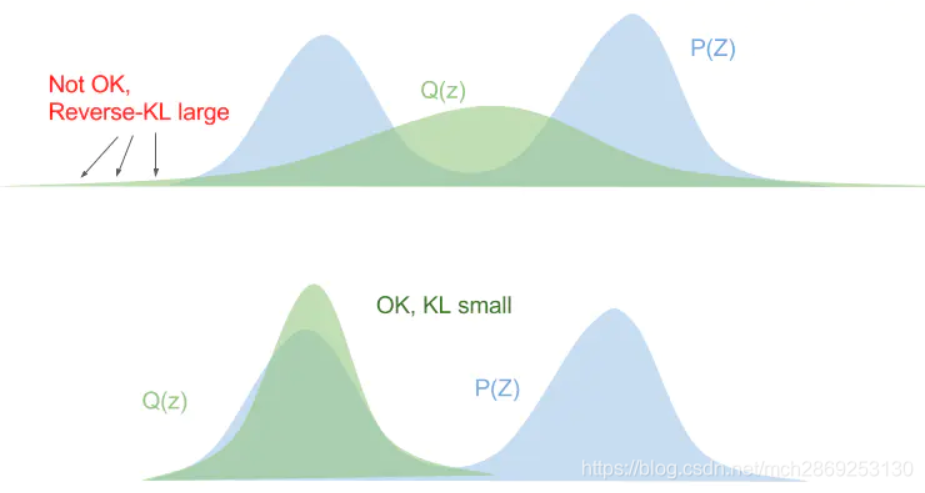 P(Z)
Not OK,
Reverse-KL large
Q(z)
OK, KL small
Q(z)
P(Z)
https://blog.csdn.net/mch2869253130